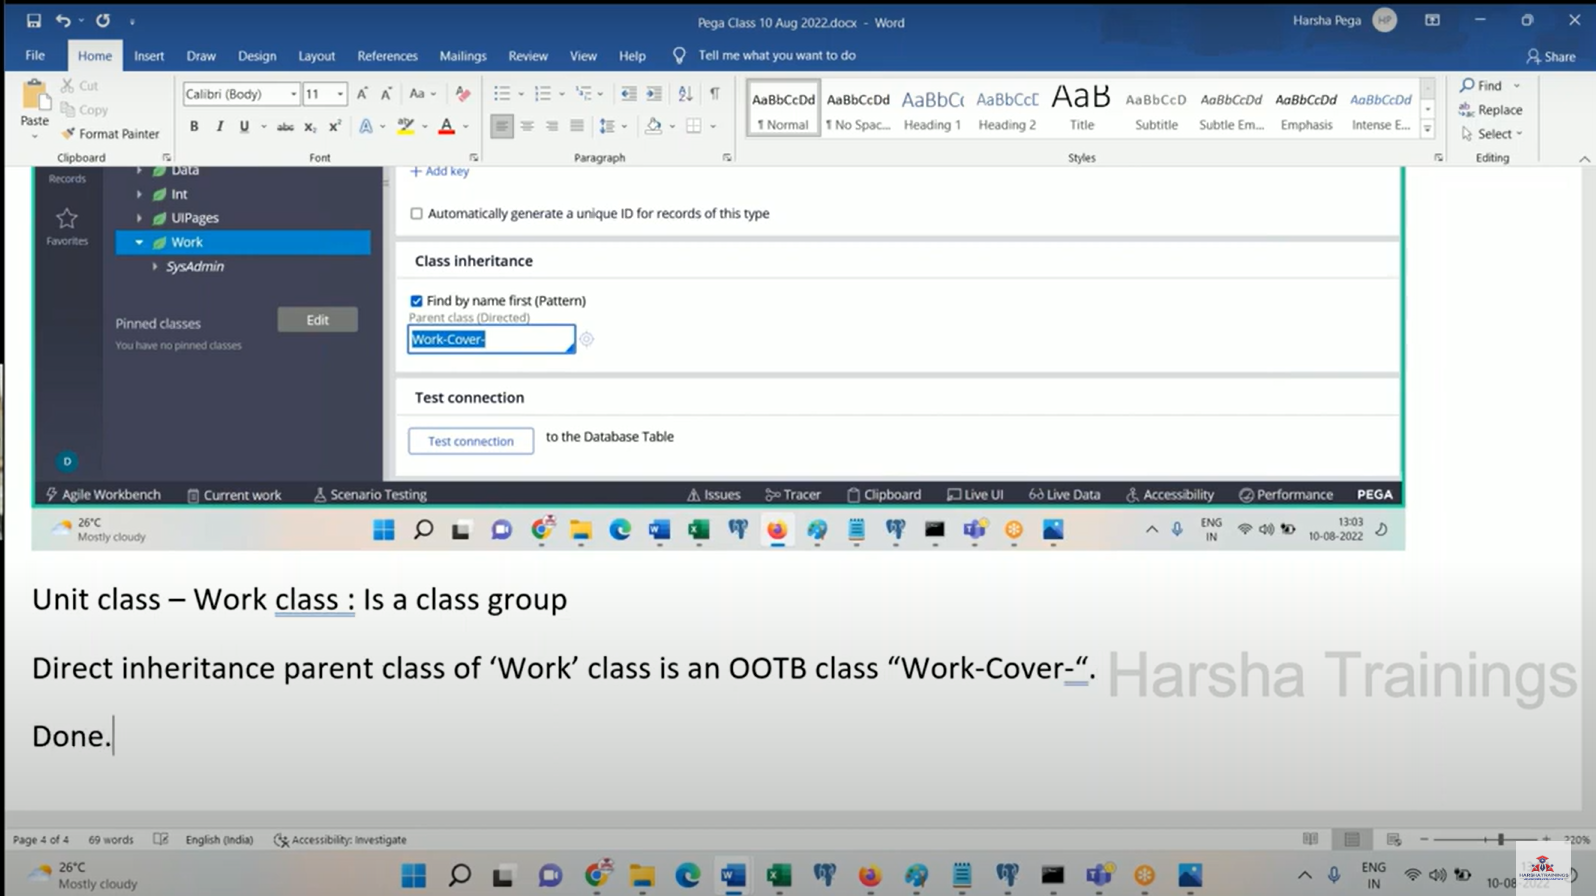 Pega Class 10 Aug 2022.docx - Word
Harsha Pega HP
File Home Insert Draw Design Layout References Mailings Review View Help Tell me what you want to do Share
Cut
Copy
Format Painter
Paste
Calibri (Body) 11 Aa
B I U abc X₂ X² A A
AaBbCcDd AaBbCcDd AaBbCc AaBbCcD AaB AaBbCcD AaBbCcDd AaBbCcDd AaBbCcDd
¶ Normal ¶ No Spac... Heading 1 Heading 2 Title Subtitle Subtle Em... Emphasis Intense E...
Find
Replace
Select
Clipboard Font Paragraph Styles Editing
Records
Favorites
Data
Int
UIPages
Work
SysAdmin
Pinned classes Edit
You have no pinned classes
D
+ Add key
Automatically generate a unique ID for records of this type
Class inheritance
Find by name first (Pattern)
Parent class (Directed)
Work-Cover-
Test connection
Test connection to the Database Table
Agile Workbench Current work Scenario Testing Issues Tracer Clipboard Live UI Live Data Accessibility Performance PEGA
26°C
Mostly cloudy
ENG
IN
13:03
10-08-2022
Unit class – Work class : Is a class group
Direct inheritance parent class of ‘Work’ class is an OOTB class “Work-Cover-“.
Harsha Trainings
Done.
Page 4 of 4 69 words English (India) Accessibility: Investigate 220%
26°C
Mostly cloudy
ENG
IN
HARSHA TRAININGS